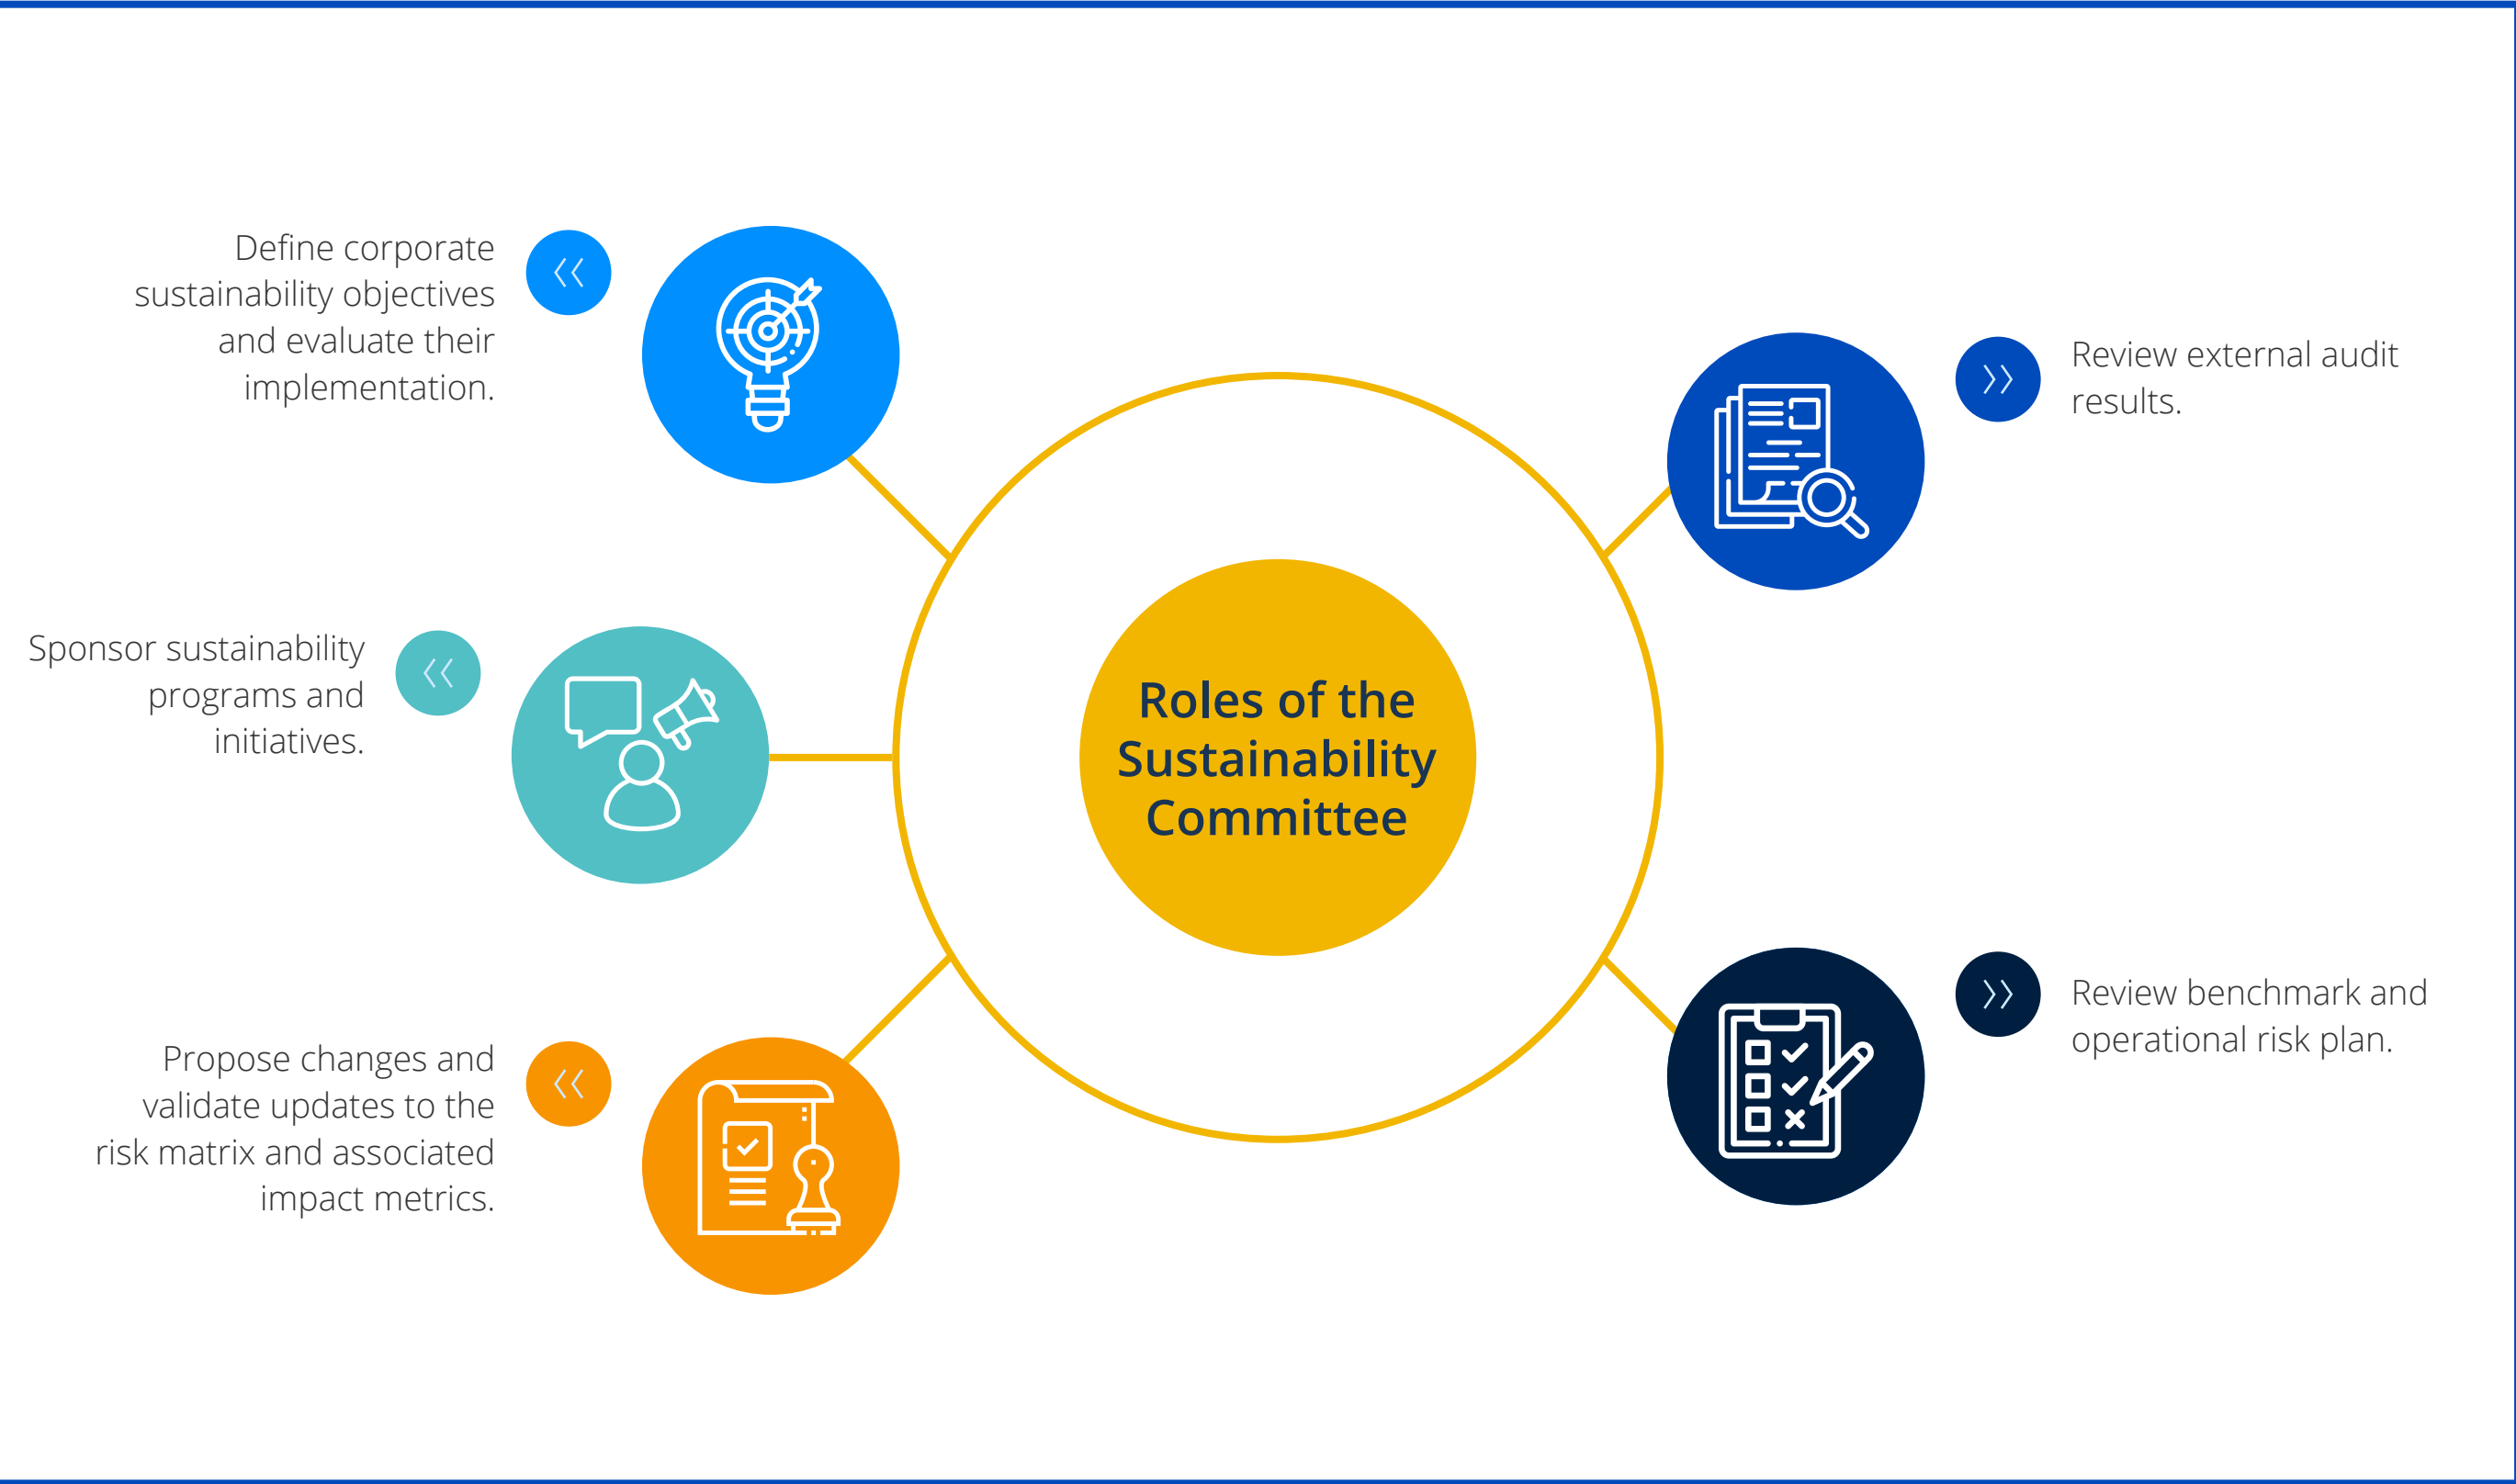 Define corporate
sustainability objectives
and evaluate their
implementation.
Sponsor sustainability
programs and
initiatives.
Propose changes and
validate updates to the
risk matrix and associated
impact metrics.
Roles of the
Sustainability
Committee
Review external audit
results.
Review benchmark and
operational risk plan.